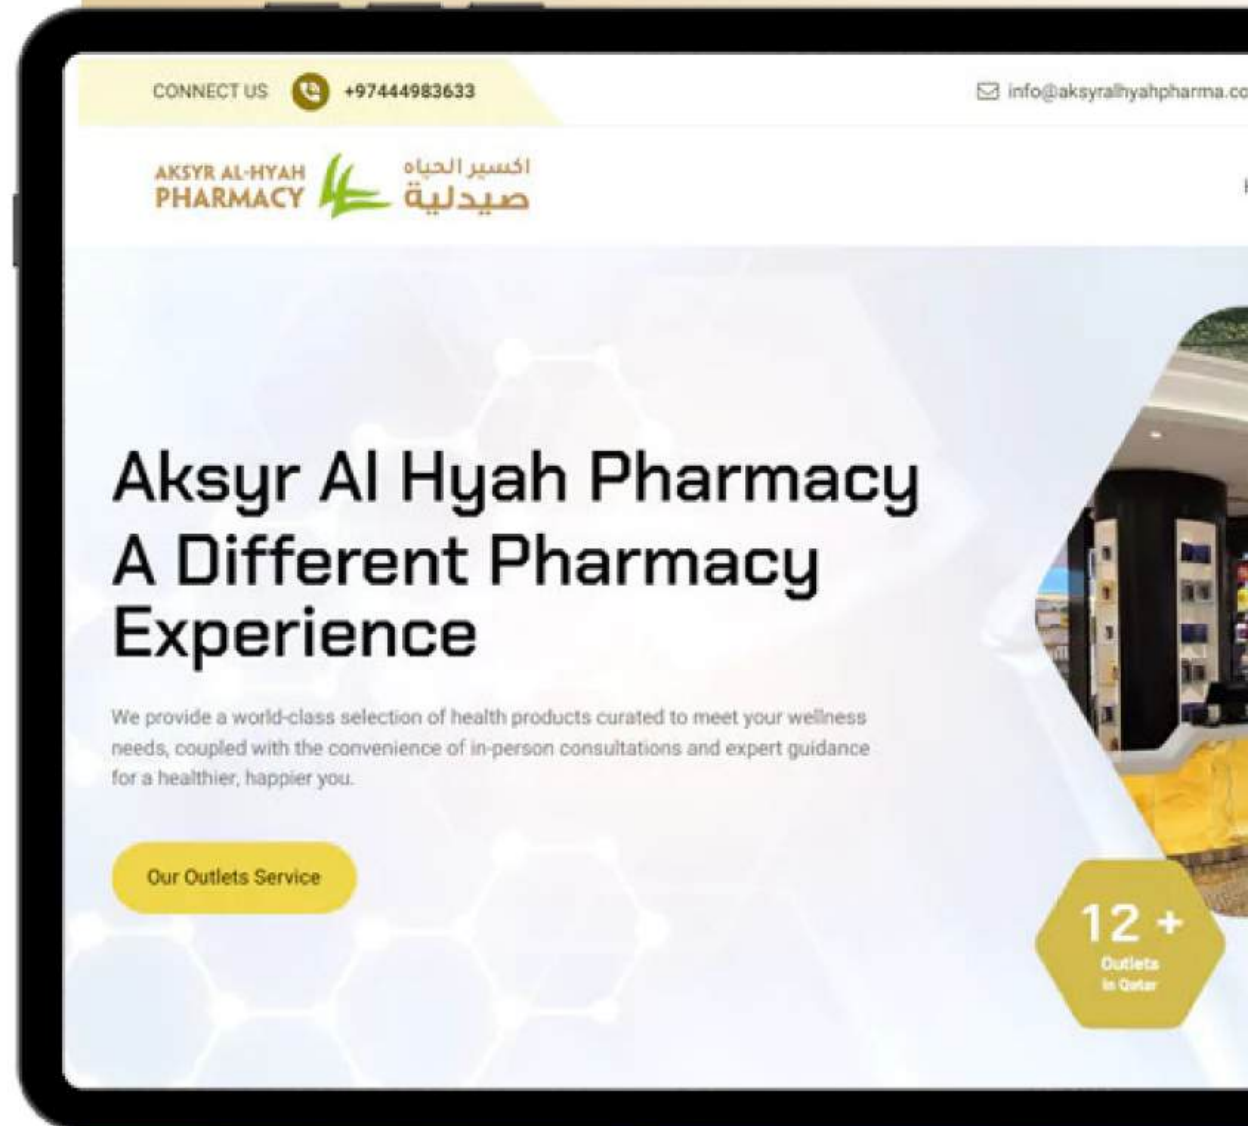 CONNECT US +97444983633
info@aksyralhyahpharma.co
AKSYR AL-HYAH
PHARMACY
اكسير الحياه
صيدلية
Aksyr Al Hyah Pharmacy
A Different Pharmacy
Experience
We provide a world-class selection of health products curated to meet your wellness
needs, coupled with the convenience of in-person consultations and expert guidance
for a healthier, happier you.
Our Outlets Service
12 +
Outlets
in Qatar